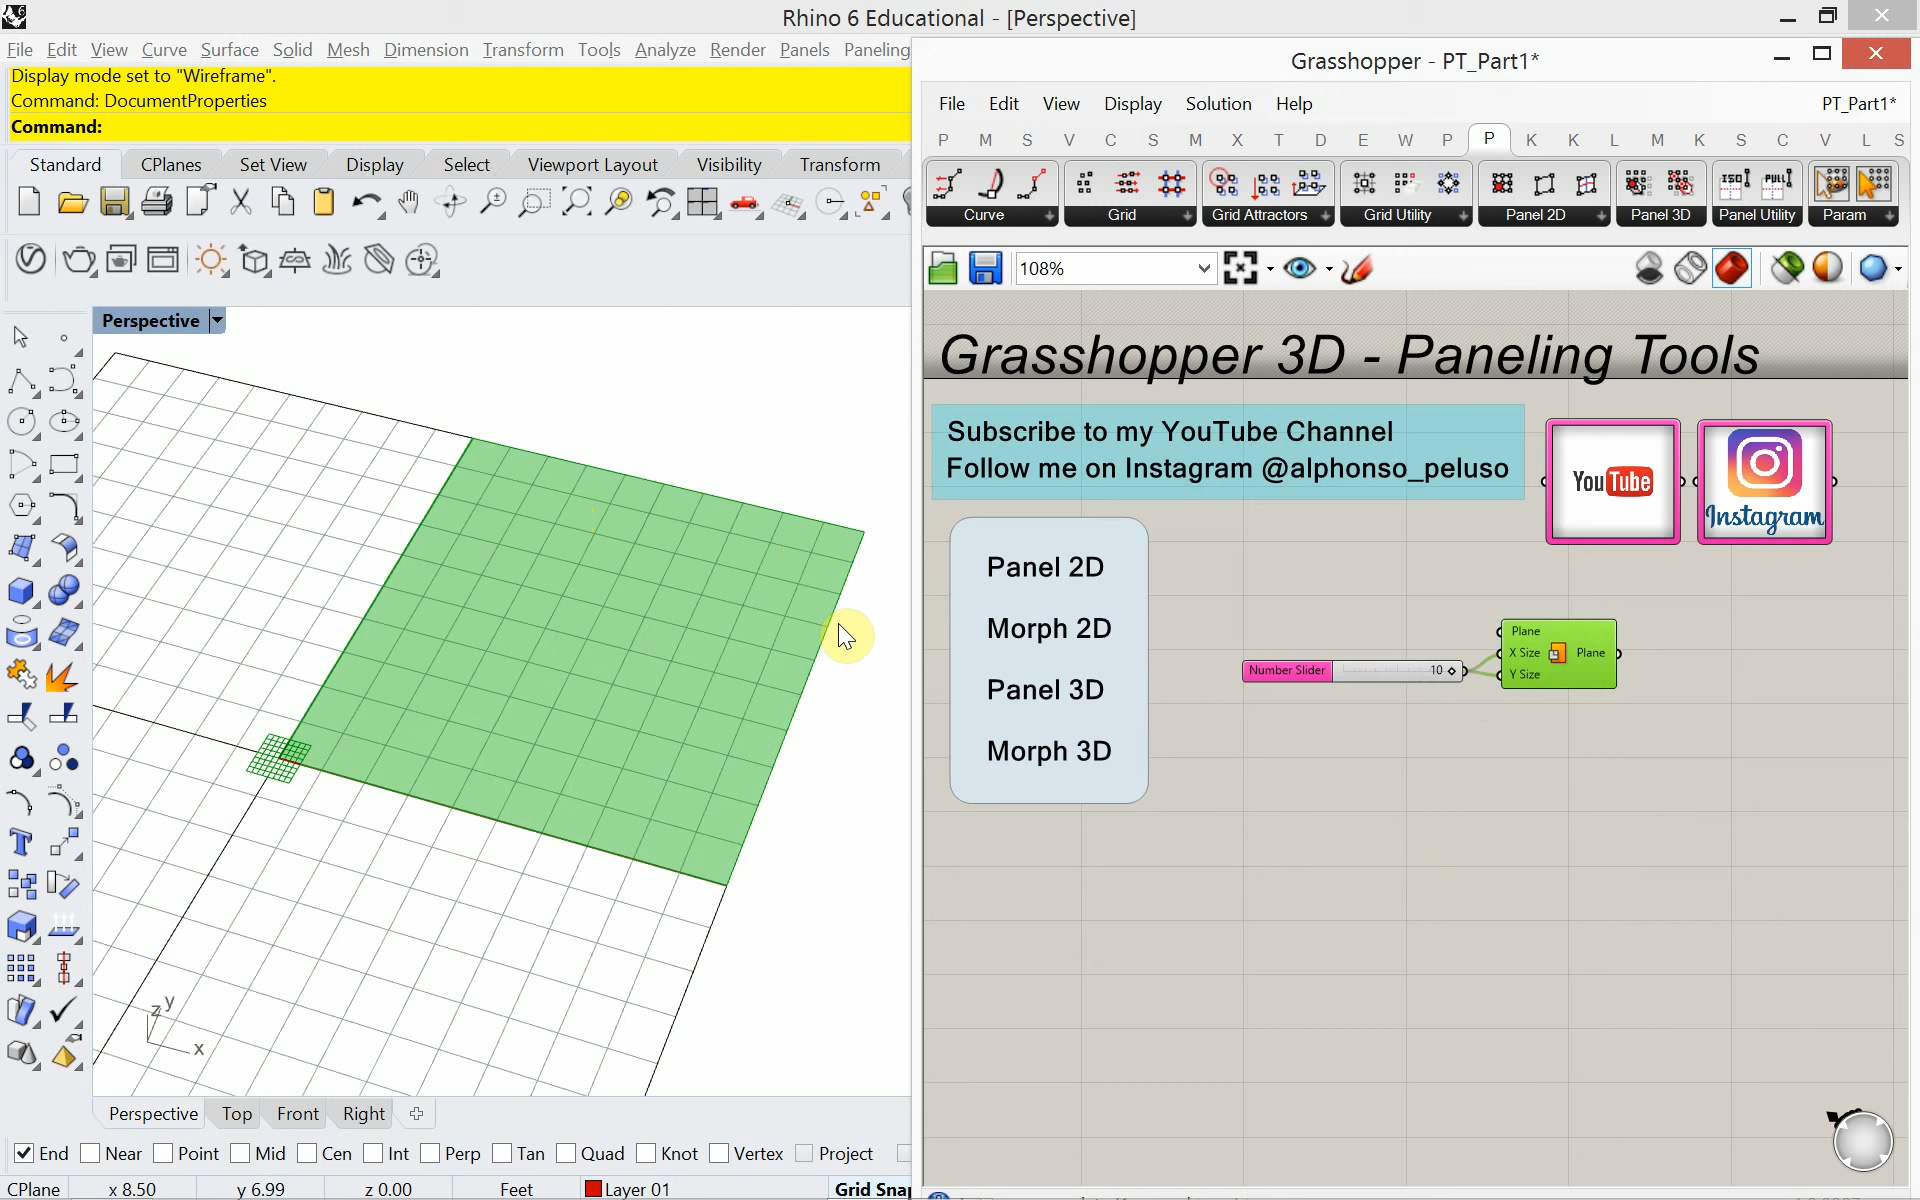 Rhino 6 Educational - [Perspective]
File Edit View Curve Surface Solid Mesh Dimension Transform Tools Analyze Render Panels Paneling
Display mode set to "Wireframe".
Command: DocumentProperties
Command:
Standard CPlanes Set View Display Select Viewport Layout Visibility Transform
Perspective
y
z
x
Perspective Top Front Right
End Near Point Mid Cen Int Perp Tan Quad Knot Vertex Project
CPlane x 8.50 y 6.99 z 0.00 Feet Layer 01 Grid Snap
Grasshopper - PT_Part1*
File Edit View Display Solution Help PT_Part1*
P M S V C S M X T D E W P P K K L M K S C V L S
ISO PULL
Curve Grid Grid Attractors Grid Utility Panel 2D Panel 3D Panel Utility Param
108%
Grasshopper 3D - Paneling Tools
Subscribe to my YouTube Channel
Follow me on Instagram @alphonso_peluso
YouTube
Instagram
Panel 2D
Morph 2D
Panel 3D
Morph 3D
Number Slider 10
Plane
X Size
Y Size
Plane